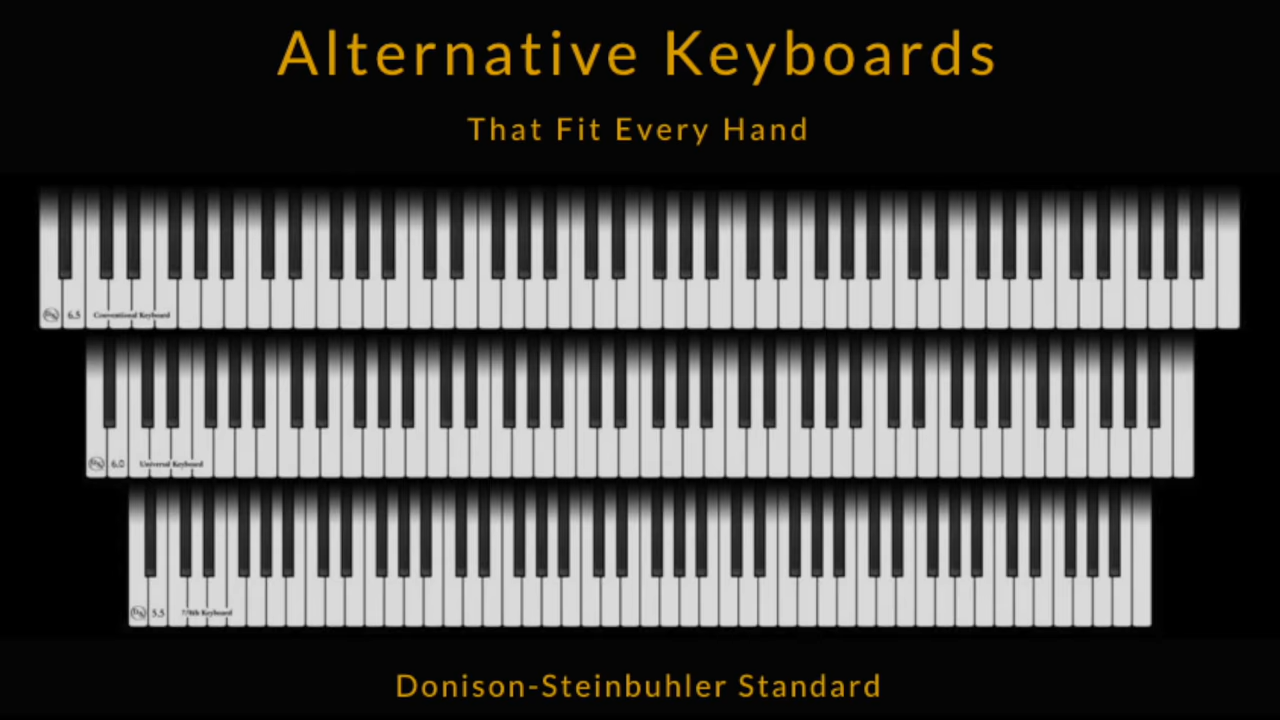 Alternative Keyboards
That Fit Every Hand
6.5 Conventional Keyboard
6.0 Universal Keyboard
5.5 7/8th Keyboard
Donison-Steinbuhler Standard